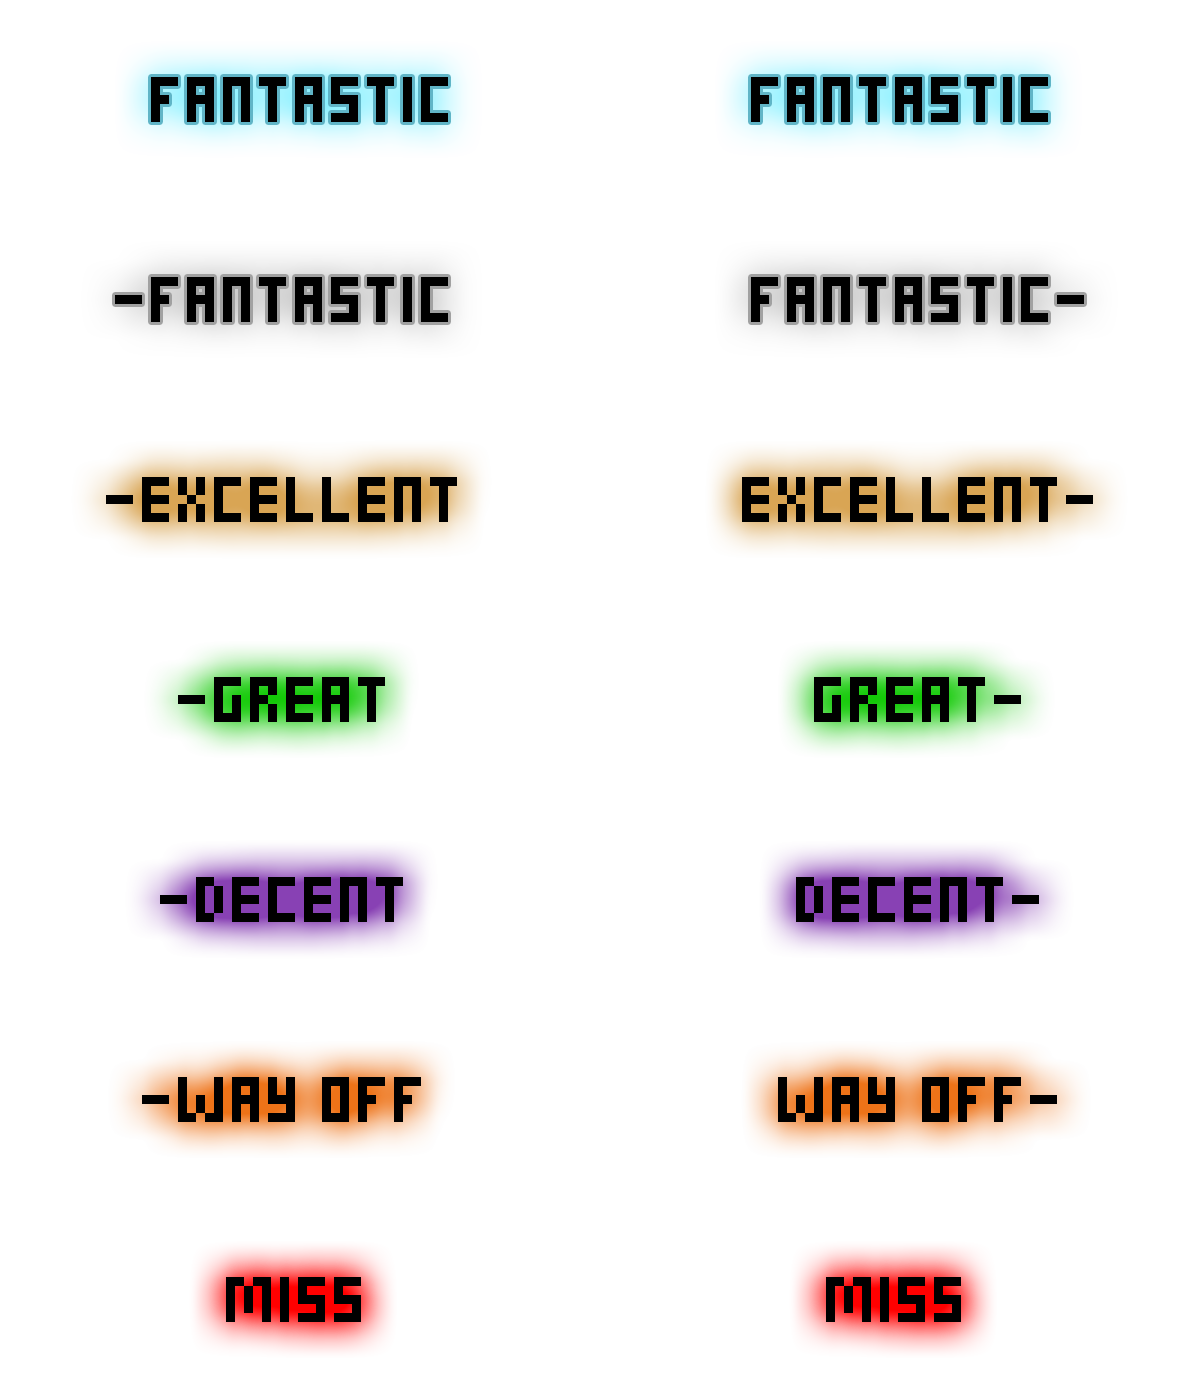 FANTASTIC FANTASTIC
-FANTASTIC FANTASTIC-
-EXCELLENT EXCELLENT-
-GREAT GREAT-
-DECENT DECENT-
-WAY OFF WAY OFF-
MISS MISS